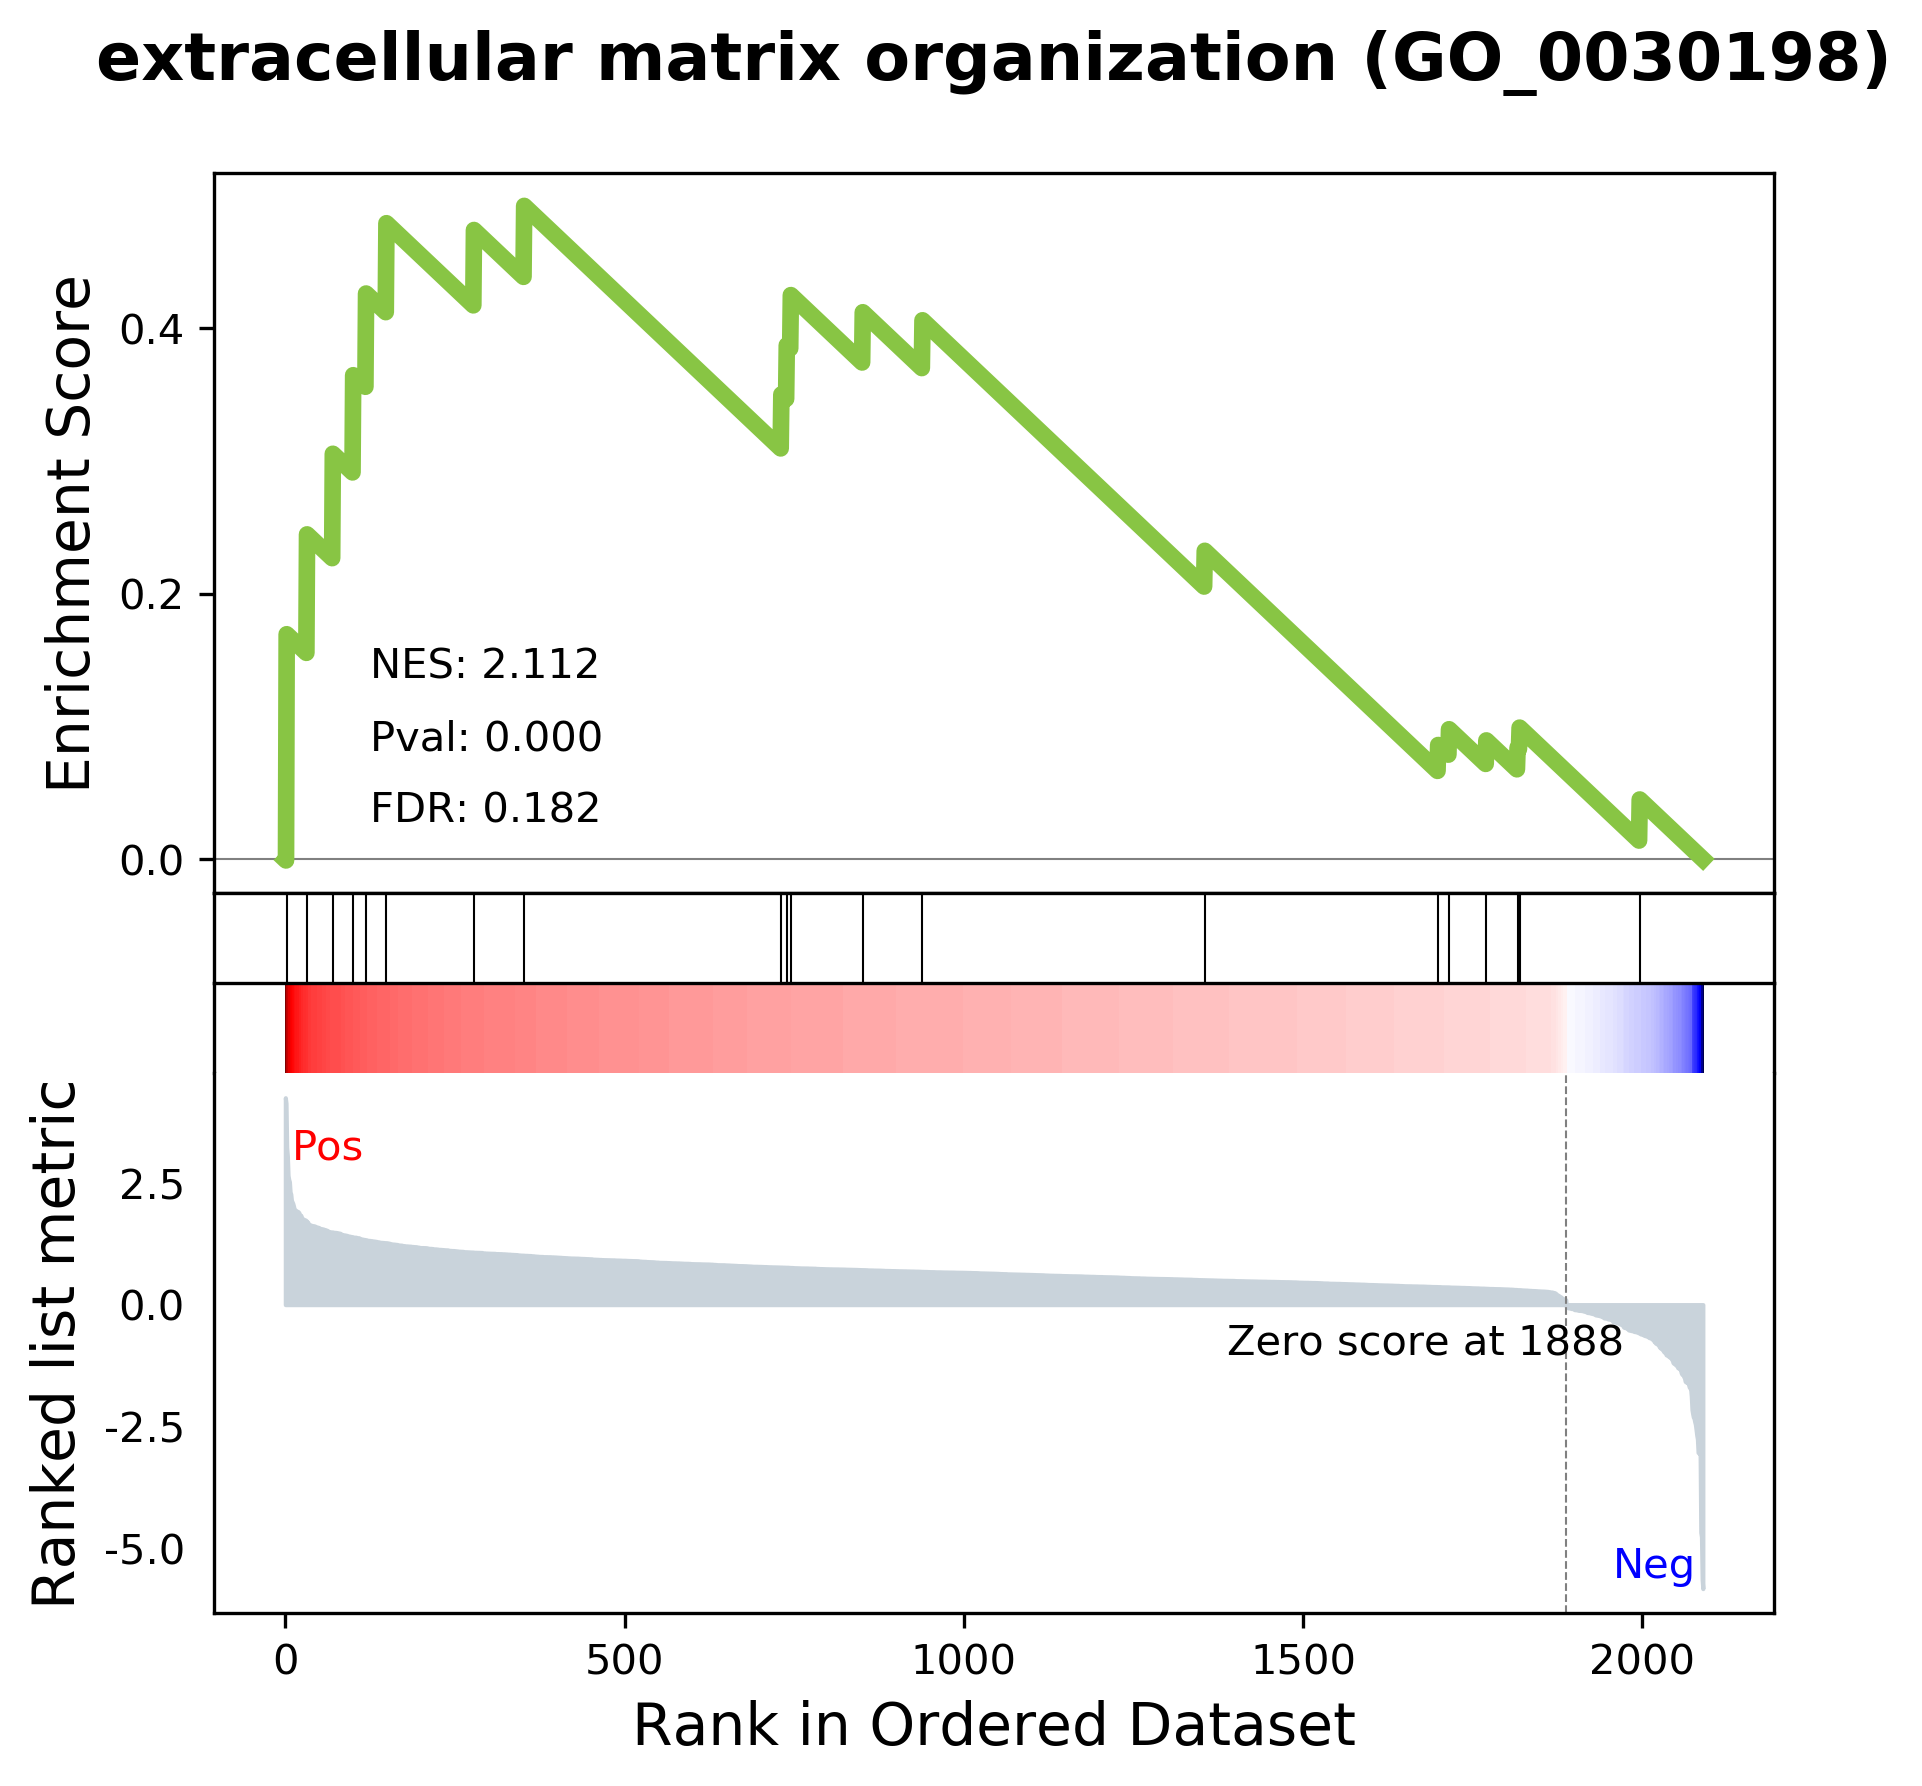 extracellular matrix organization (GO_0030198)
Enrichment Score
0.4
0.2
0.0
NES: 2.112
Pval: 0.000
FDR: 0.182
Ranked list metric
Pos
2.5
0.0
-2.5
-5.0
Zero score at 1888
Neg
0 500 1000 1500 2000
Rank in Ordered Dataset